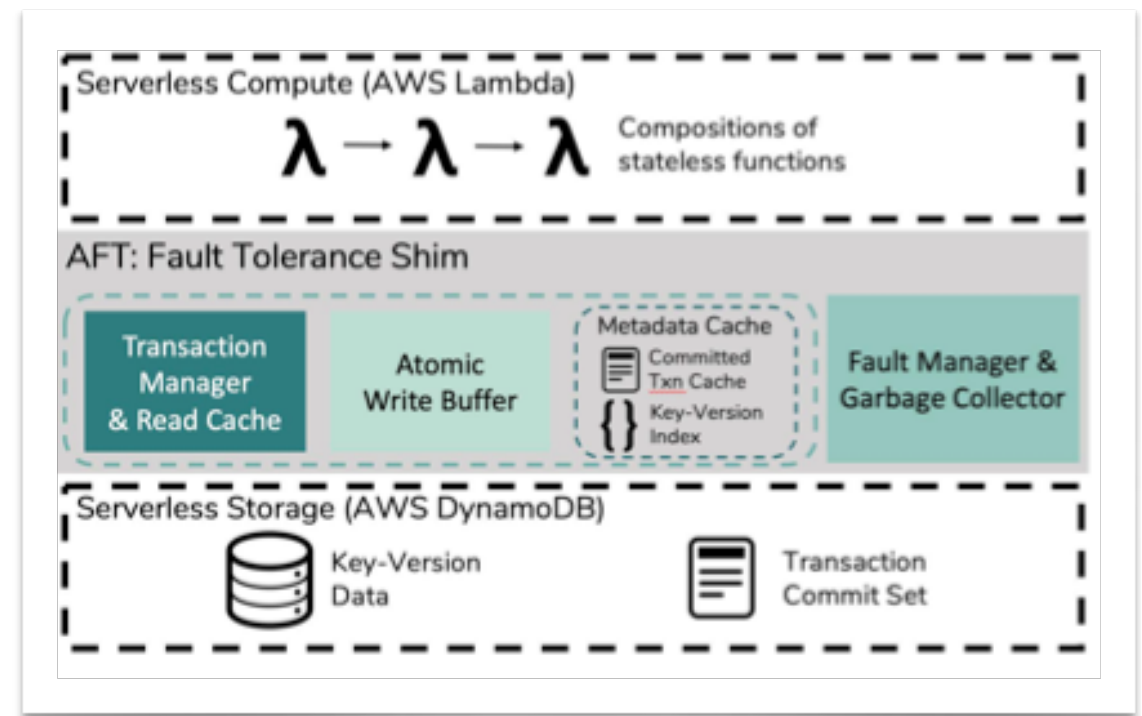 Serverless Compute (AWS Lambda)
λ → λ → λ
Compositions of
stateless functions
AFT: Fault Tolerance Shim
Transaction
Manager
& Read Cache
Atomic
Write Buffer
Metadata Cache
Committed
Txn Cache
{} Key-Version
Index
Fault Manager &
Garbage Collector
Serverless Storage (AWS DynamoDB)
Key-Version
Data
Transaction
Commit Set